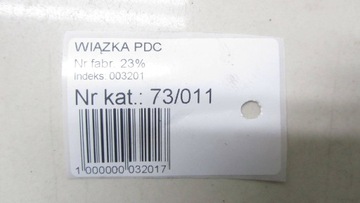 WIĄZKA PDC
Nr fabr. 23%
Indeks: 003201
Nr kat.: 73/011
1 000000 032017